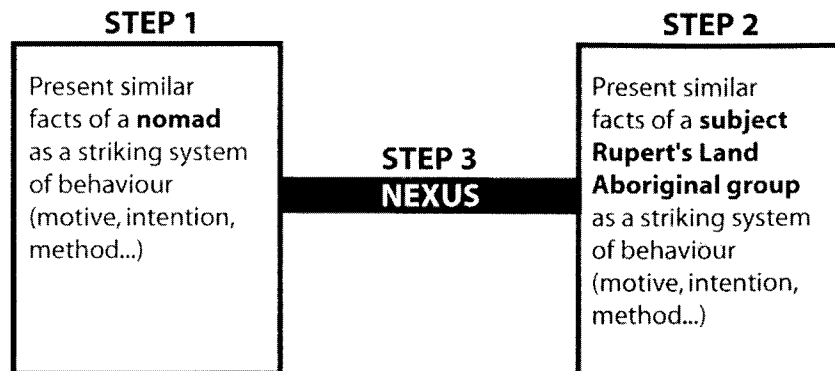 STEP 1
Present similar
facts of a nomad
as a striking system
of behaviour
(motive, intention,
method...)
STEP 3
NEXUS
STEP 2
Present similar
facts of a subject
Rupert's Land
Aboriginal group
as a striking system
of behaviour
(motive, intention,
method...)